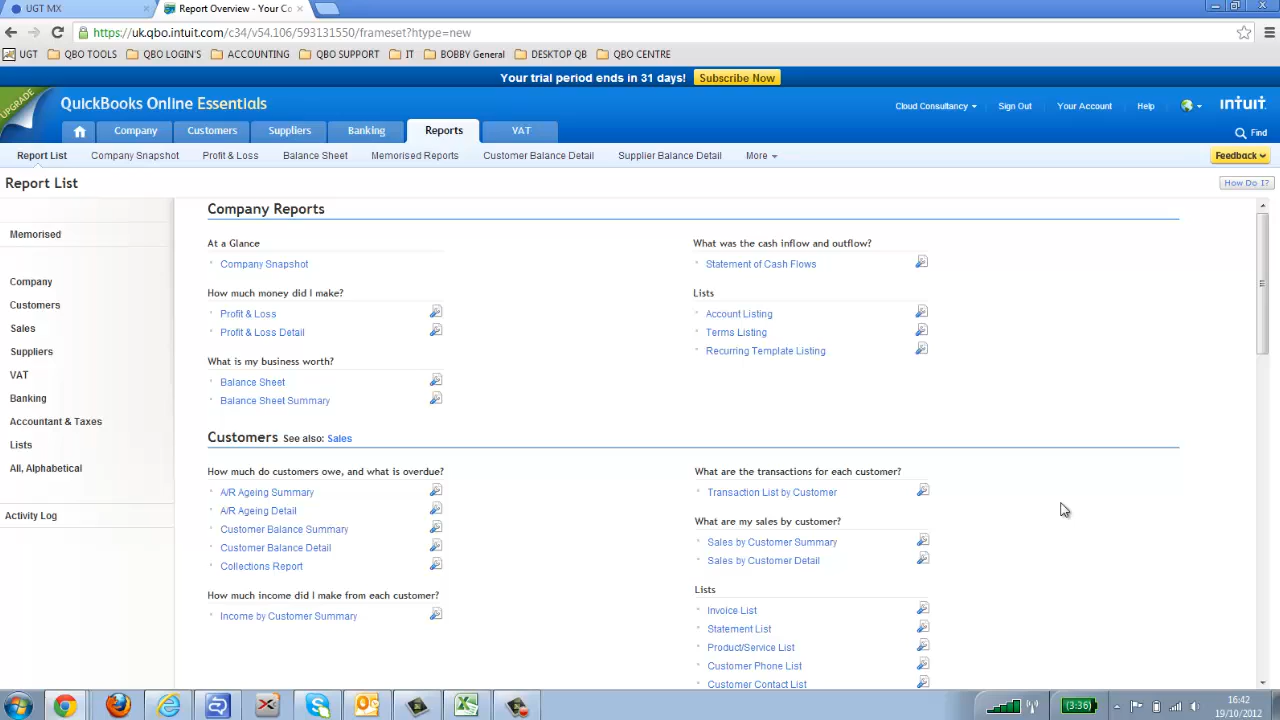 UGT MX
Report Overview - Your Co
https://uk.qbo.intuit.com/c34/v54.106/593131550/frameset?htype=new
UGT QBO TOOLS QBO LOGIN'S ACCOUNTING QBO SUPPORT IT BOBBY General DESKTOP QB QBO CENTRE
Your trial period ends in 31 days! Subscribe Now
UPGRADE
QuickBooks Online Essentials
Cloud Consultancy Sign Out Your Account Help intuit
Company Customers Suppliers Banking Reports VAT
Find
Report List Company Snapshot Profit & Loss Balance Sheet Memorised Reports Customer Balance Detail Supplier Balance Detail More
Feedback
Report List
How Do I?
Memorised
Company
Customers
Sales
Suppliers
VAT
Banking
Accountant & Taxes
Lists
All, Alphabetical
Activity Log
Company Reports
At a Glance
Company Snapshot
How much money did I make?
Profit & Loss
Profit & Loss Detail
What is my business worth?
Balance Sheet
Balance Sheet Summary
What was the cash inflow and outflow?
Statement of Cash Flows
Lists
Account Listing
Terms Listing
Recurring Template Listing
Customers See also: Sales
How much do customers owe, and what is overdue?
A/R Ageing Summary
A/R Ageing Detail
Customer Balance Summary
Customer Balance Detail
Collections Report
How much income did I make from each customer?
Income by Customer Summary
What are the transactions for each customer?
Transaction List by Customer
What are my sales by customer?
Sales by Customer Summary
Sales by Customer Detail
Lists
Invoice List
Statement List
Product/Service List
Customer Phone List
Customer Contact List
(3:36)
16:42
19/10/2012